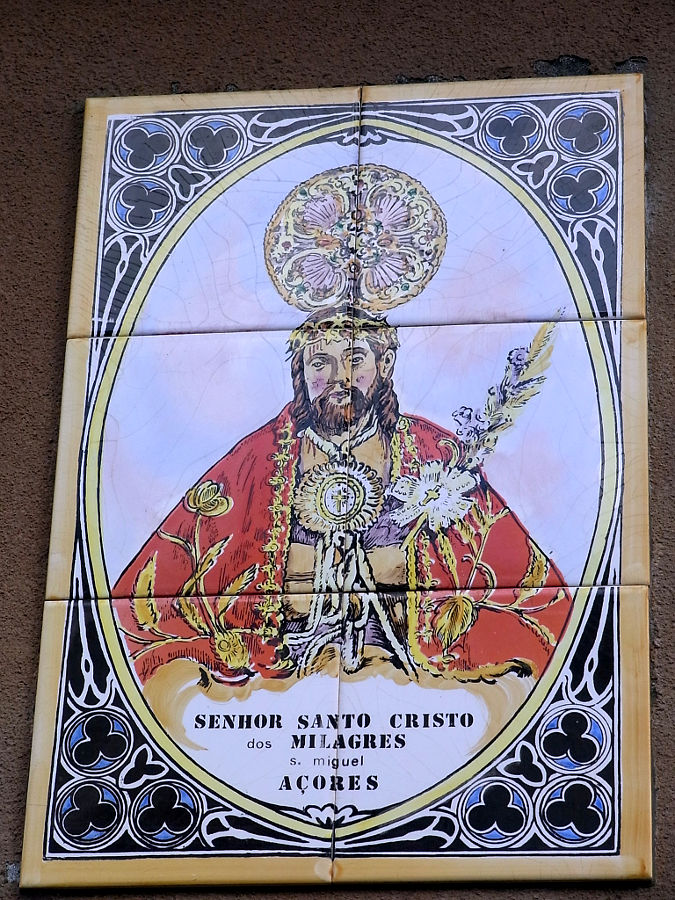 SENHOR SANTO CRISTO
dos MILAGRES
s. miguel
AÇORES